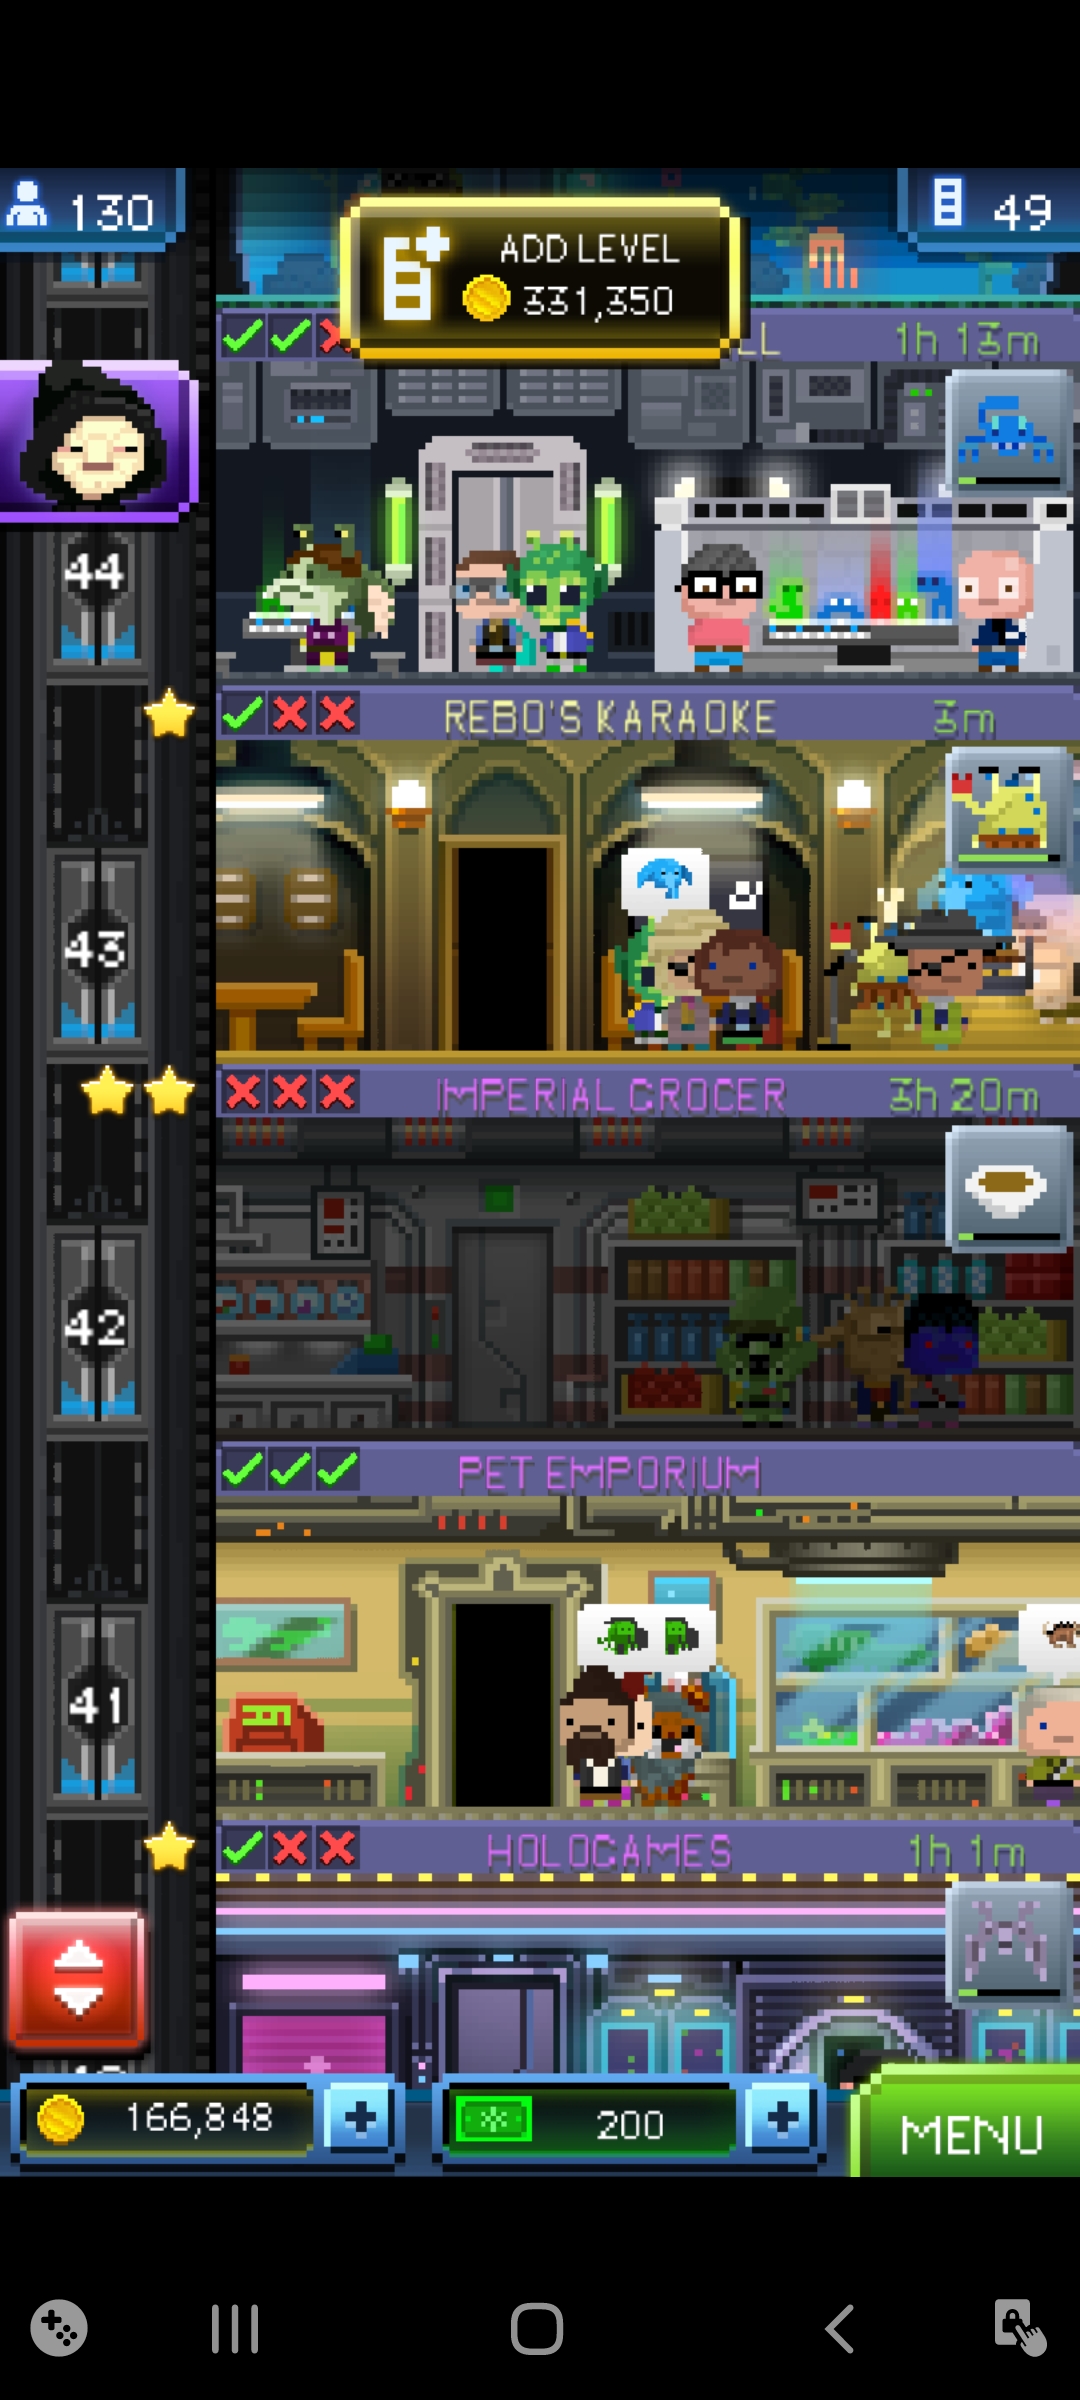 130
49
ADD LEVEL
331,350
LL
1h 13m
44
REBO'S KARAOKE
3m
43
IMPERIAL GROCER
3h 20m
42
PET EMPORIUM
41
HOLOGAMES
1h 1m
166,848
200
MENU